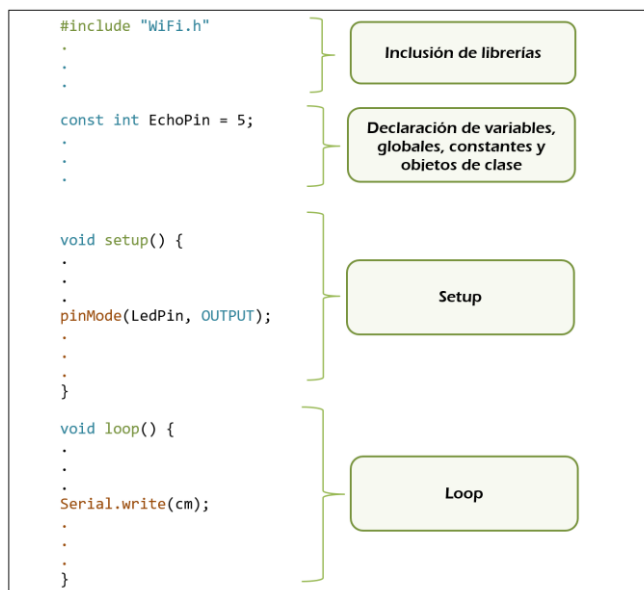 #include "WiFi.h"
.
.
.
Inclusión de librerías
const int EchoPin = 5;
.
.
.
Declaración de variables,
globales, constantes y
objetos de clase
void setup() {
.
.
.
pinMode(LedPin, OUTPUT);
.
.
.
}
Setup
void loop() {
.
.
.
Serial.write(cm);
.
.
.
}
Loop